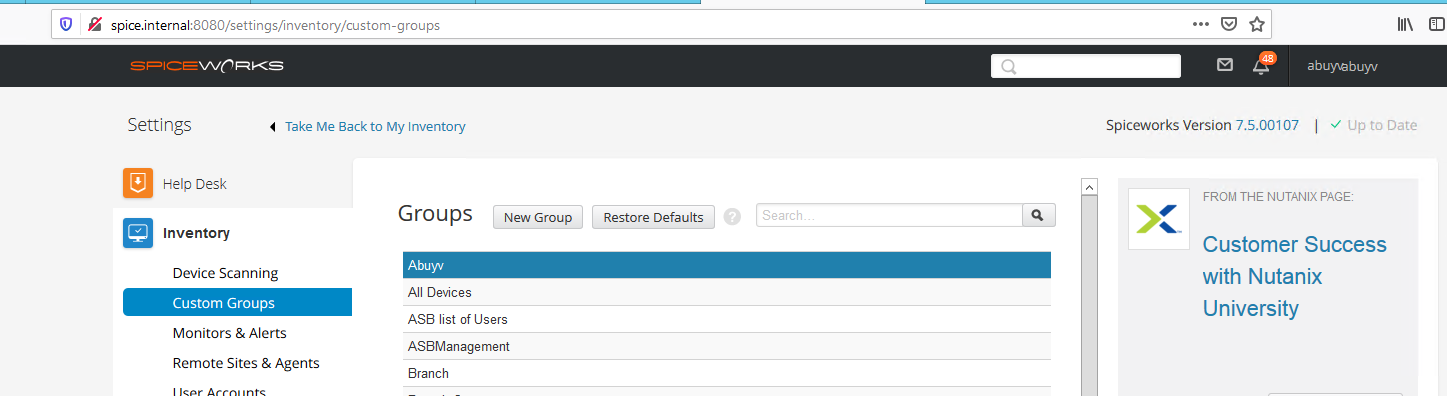 spice.internal:8080/settings/inventory/custom-groups
SPICEWORKS
48
abuyvabuyv
Settings
Take Me Back to My Inventory
Spiceworks Version 7.5.00107 | Up to Date
Help Desk
Inventory
Device Scanning
Custom Groups
Monitors & Alerts
Remote Sites & Agents
User Accounts
Groups
New Group
Restore Defaults
?
Search...
Abuyv
All Devices
ASB list of Users
ASBManagement
Branch
FROM THE NUTANIX PAGE:
Customer Success
with Nutanix
University